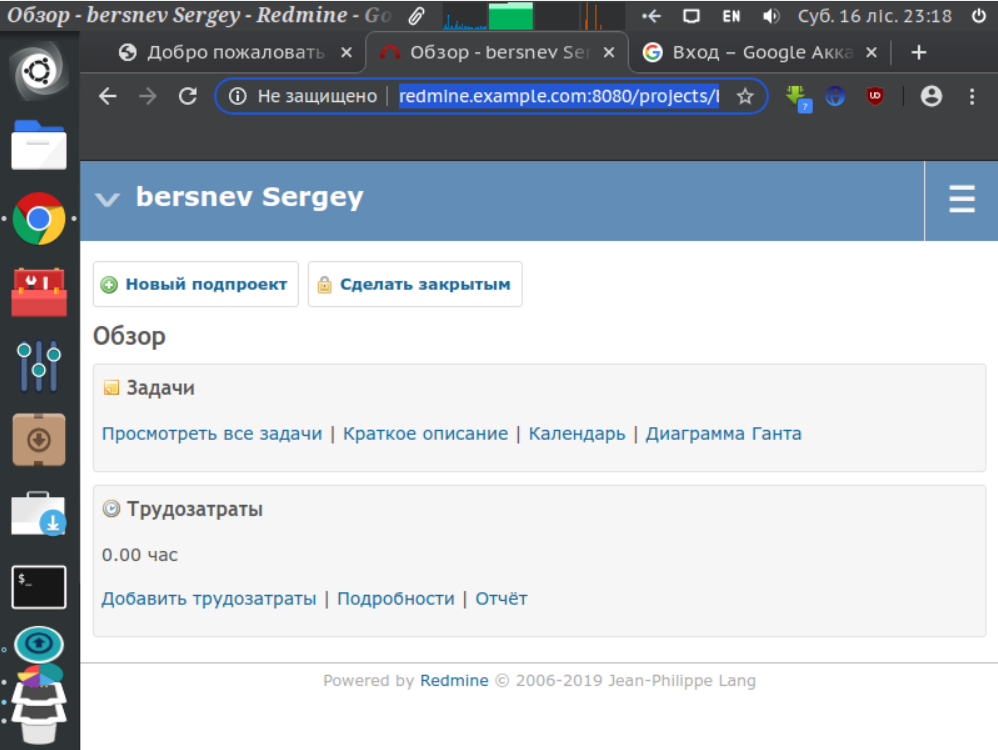 Обзор - bersnev Sergey - Redmine - Go
EN
Суб. 16 ліс. 23:18
Добро пожаловать
Обзор - bersnev Ser
Вход – Google Акка
Не защищено
redmine.example.com:8080/projects/
bersnev Sergey
Новый подпроект
Сделать закрытым
Обзор
Задачи
Просмотреть все задачи | Краткое описание | Календарь | Диаграмма Ганта
Трудозатраты
0.00 час
Добавить трудозатраты | Подробности | Отчёт
$_
Powered by Redmine © 2006-2019 Jean-Philippe Lang